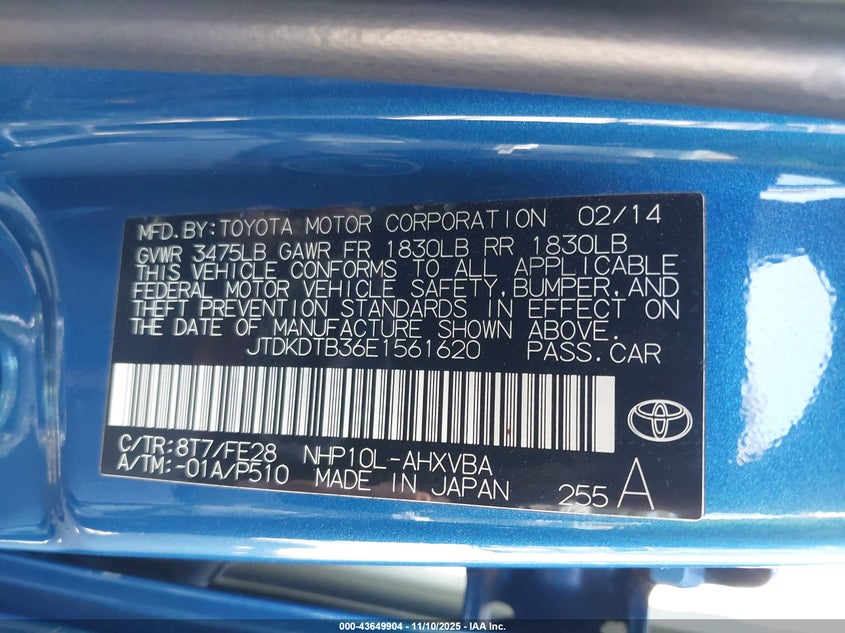 MFD.BY:TOYOTA MOTOR CORPORATION 02/14
GVWR 3475LB GAWR FR 1830LB RR 1830LB
THIS VEHICLE CONFORMS TO ALL APPLICABLE
FEDERAL MOTOR VEHICLE SAFETY,BUMPER,AND
THEFT PREVENTION STANDARDS IN EFFECT ON
THE DATE OF MANUFACTURE SHOWN ABOVE.
JTDKDTB36E1561620 PASS.CAR
C/TR:8T7/FE28 NHP10L-AHXVBA
A/TM:-01A/P510 MADE IN JAPAN 255 A
000-43649904 - 11/10/2025 - IAA Inc.